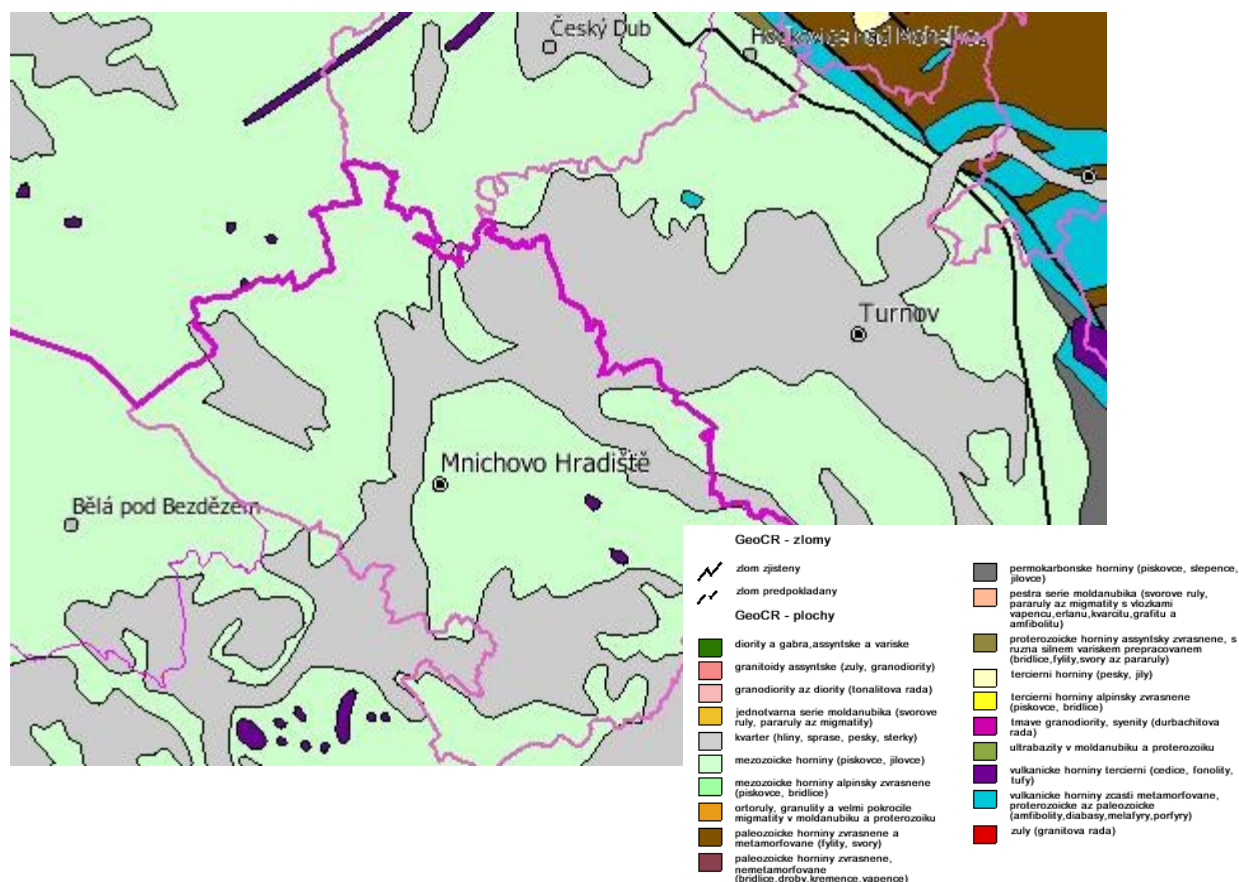 Český Dub
Hodkovice nad Mohelkou
Turnov
Mnichovo Hradiště
Bělá pod Bezdězem
GeoCR - zlomy
zlom zjisteny
zlom predpokladany
GeoCR - plochy
diority a gabra,assyntske a variske
granitoidy assyntske (zuly, granodiority)
granodiority az diority (tonalitova rada)
jednotvarna serie moldanubika (svorove
ruly, pararuly az migmatity)
kvarter (hliny, sprase, pesky, sterky)
mezozoicke horniny (piskovce, jilovce)
mezozoicke horniny alpinsky zvrasnene
(piskovce, bridlice)
ortoruly, granulity a velmi pokrocile
migmatity v moldanubiku a proterozoiku
paleozoicke horniny zvrasnene a
metamorfovane (fylity, svory)
paleozoicke horniny zvrasnene,
nemetamorfovane
(bridlice,droby,kremence,vapence)
permokarbonske horniny (piskovce, slepence,
jilovce)
pestra serie moldanubika (svorove ruly,
pararuly az migmatity s vlozkami
vapencu,erlanu,kvarcitu,grafitu a
amfibolitu)
proterozoicke horniny assyntsky zvrasnene, s
ruzna silnem variskem prepracovanem
(bridlice,fylity,svory az pararuly)
tercierni horniny (pesky, jily)
tercierni horniny alpinsky zvrasnene
(piskovce, bridlice)
tmave granodiority, syenity (durbachitova
rada)
ultrabazity v moldanubiku a proterozoiku
vulkanicke horniny tercierni (cedice, fonolity,
tufy)
vulkanicke horniny zcasti metamorfovane,
proterozoicke az paleozoicke
(amfibolity,diabasy,melafyry,porfyry)
zuly (granitova rada)